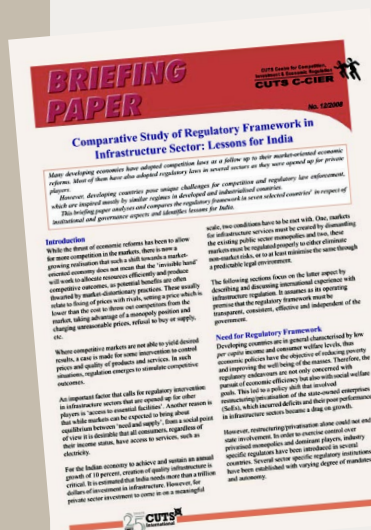 BRIEFING
PAPER
CUTS Centre for Competition,
Investment & Economic Regulation
CUTS C-CIER
No. 12/2008
Comparative Study of Regulatory Framework in
Infrastructure Sector: Lessons for India
Many developing economies have adopted competition laws as a follow up to their market-oriented economic
reforms. Most of them have also adopted regulatory laws in several sectors as they were opened up for private
players.
However, developing countries pose unique challenges for competition and regulatory law enforcement,
which are inspired mostly by similar regimes in developed and industrialised countries.
This briefing paper analyses and compares the regulatory framework in seven selected countries' in respect of
institutional and governance aspects and identifies lessons for India.
Introduction
While the thrust of economic reforms has been to allow
for more competition in the markets, there is now a
growing realisation that such a shift towards a market-
oriented economy does not mean that the 'invisible hand'
will work to allocate resources efficiently and produce
competitive outcomes, as potential benefits are often
thwarted by market-distortionary practices. These usually
relate to fixing of prices with rivals, setting a price which is
lower than the cost to throw out competitors from the
market, taking advantage of a monopoly position and
charging unreasonable prices, refusal to buy or supply,
etc.
Where competitive markets are not able to yield desired
results, a case is made for some intervention to control
prices and quality of products and services. In such
situations, regulation emerges to stimulate competitive
outcomes.
An important factor that calls for regulatory intervention
in infrastructure sectors that are opened up for other
players is 'access to essential facilities'. Another reason is
that while markets can be expected to bring about
equilibrium between 'need and supply', from a social point
of view it is desirable that all consumers, regardless of
their income status, have access to services, such as
electricity.
For the Indian economy to achieve and sustain an annual
growth of 10 percent, creation of quality infrastructure is
critical. It is estimated that India needs more than a trillion
dollars of investment in infrastructure. However, for
private sector investment to come in on a meaningful
scale, two conditions have to be met with. One, markets
for infrastructure services must be created by dismantling
the existing public sector monopolies and two, these
markets must be regulated properly to either eliminate
non-market risks, or to at least minimise the same through
a predictable legal environment.
The following sections focus on the latter aspect by
describing and discussing international experience with
infrastructure regulation. It assumes as its operating
premise that the regulatory framework must be
transparent, consistent, effective and independent of the
government.
Need for Regulatory Framework
Developing countries are in general characterised by low
per capita income and consumer welfare levels, thus
economic policies have the objective of reducing poverty
and improving the well being of the masses. Therefore, the
regulatory endeavours are not only concerned with
pursuit of economic efficiency but also with social welfare
goals. This led to a policy shift that involved
restructuring/privatisation of the state-owned enterprises
(SoEs), which incurred deficits and their poor performance
in infrastructure sectors became a drag on growth.
However, restructuring/privatisation alone could not end
state involvement. In order to exercise control over
privatised monopolies and dominant players, industry
specific regulators have been introduced in several
countries. Several sector specific regulatory institutions
have been established with varying degree of mandates
and autonomy.
25 CUTS
International